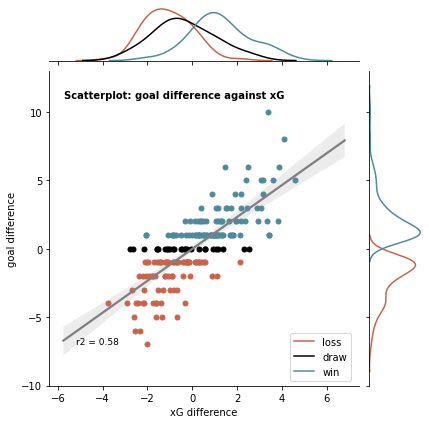 Scatterplot: goal difference against xG
goal difference
10
5
0
−5
−10
r2 = 0.58
loss
draw
win
−6 −4 −2 0 2 4 6
xG difference